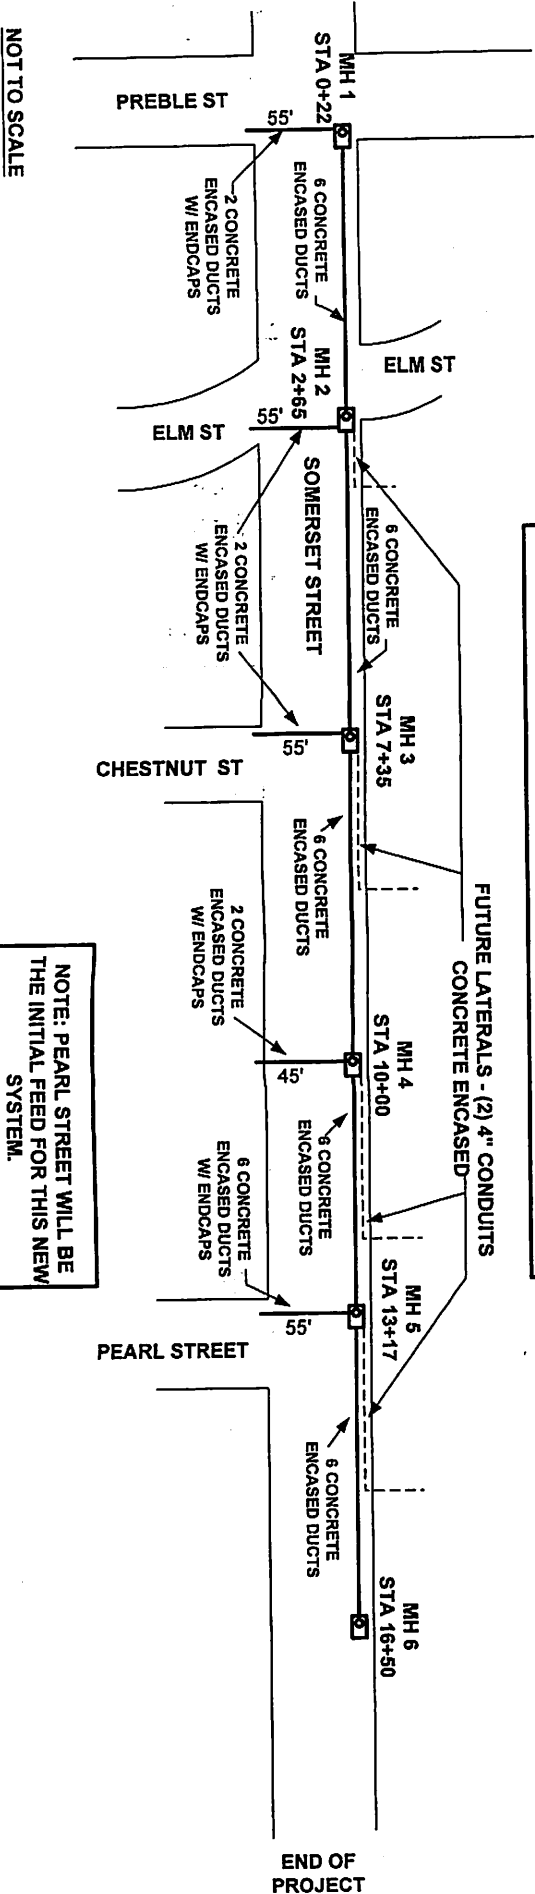 NOT TO SCALE
PREBLE ST
MH 1
STA 0+22
55'
2 CONCRETE
ENCASED DUCTS
W/ ENDCAPS
6 CONCRETE
ENCASED DUCTS
ELM ST
MH 2
STA 2+65
55'
ELM ST
SOMERSET STREET
2 CONCRETE
ENCASED DUCTS
W/ ENDCAPS
6 CONCRETE
ENCASED DUCTS
MH 3
STA 7+35
55'
CHESTNUT ST
6 CONCRETE
ENCASED DUCTS
FUTURE LATERALS - (2) 4" CONDUITS
CONCRETE ENCASED
2 CONCRETE
ENCASED DUCTS
W/ ENDCAPS
MH 4
STA 10+00
45'
6 CONCRETE
ENCASED DUCTS
6 CONCRETE
ENCASED DUCTS
W/ ENDCAPS
MH 5
STA 13+17
55'
PEARL STREET
NOTE: PEARL STREET WILL BE
THE INITIAL FEED FOR THIS NEW
SYSTEM.
6 CONCRETE
ENCASED DUCTS
MH 6
STA 16+50
END OF
PROJECT